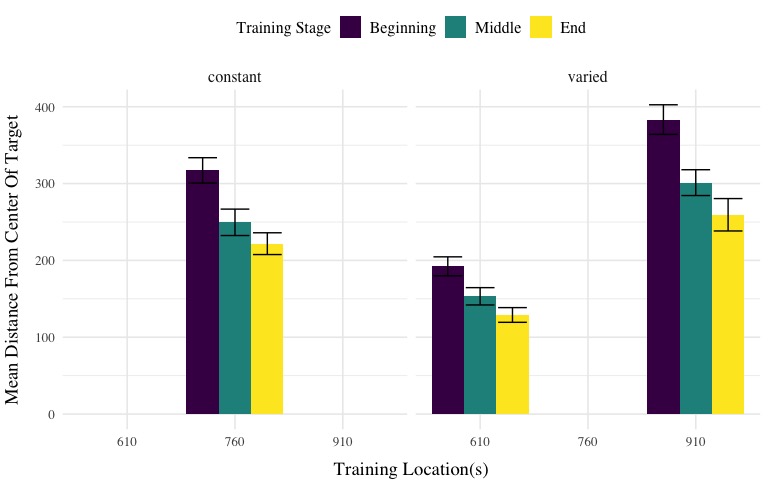 Training Stage Beginning Middle End
constant varied
Mean Distance From Center Of Target
400
300
200
100
0
610 760 910 610 760 910
Training Location(s)